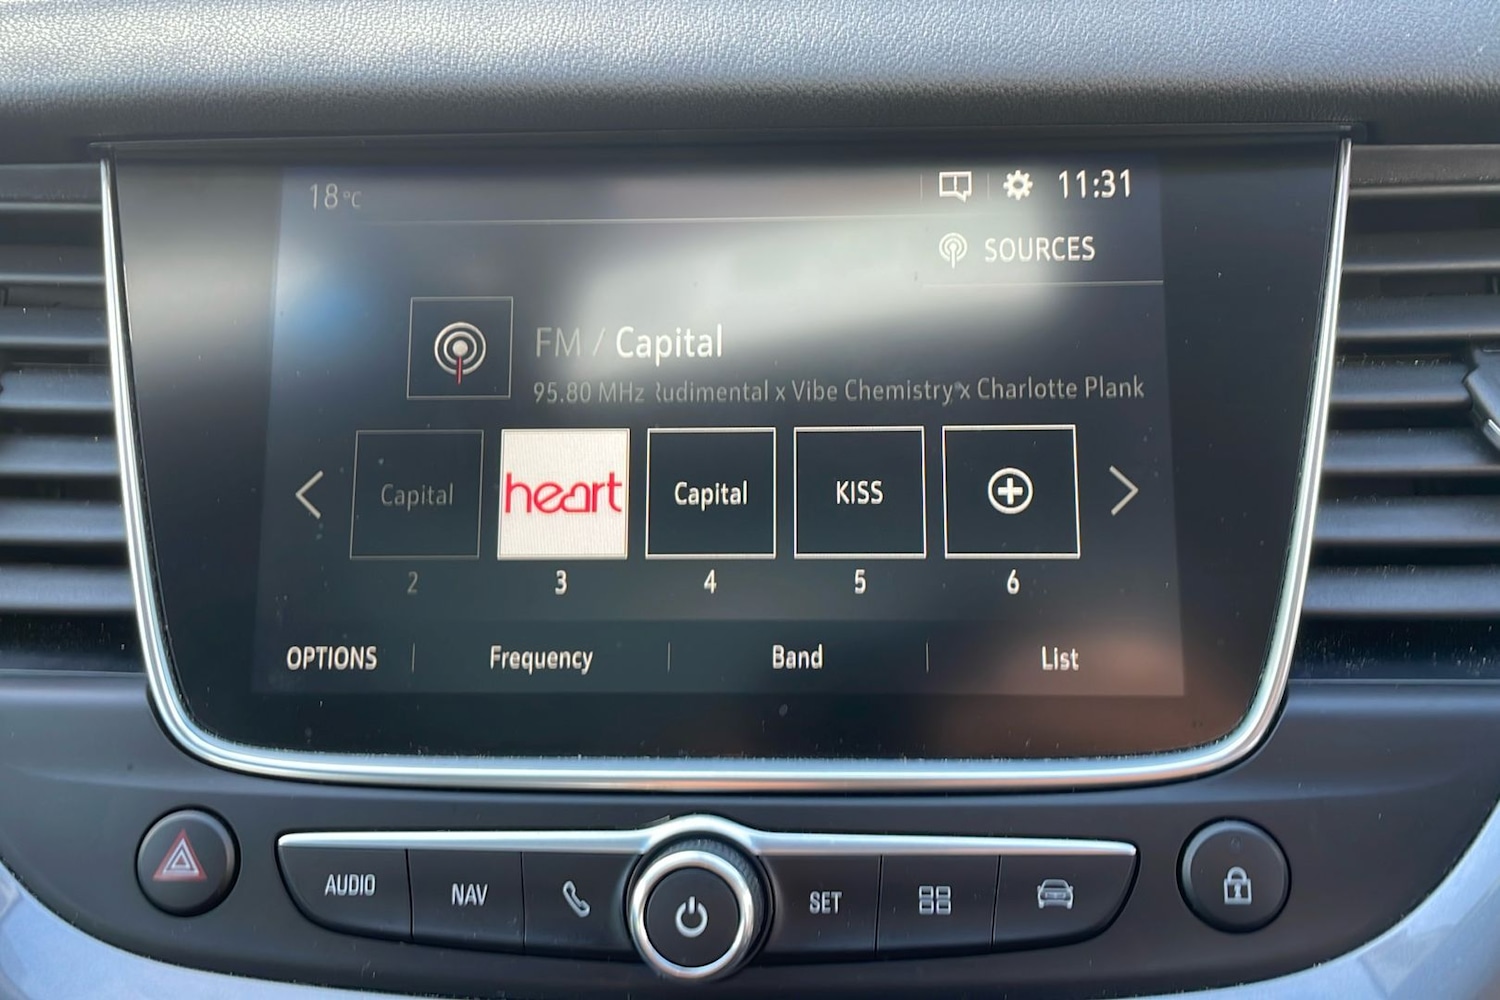 18°C
11:31
SOURCES
FM / Capital
95.80 MHz Rudimental x Vibe Chemistry x Charlotte Plank
Capital heart Capital KISS
2 3 4 5 6
OPTIONS Frequency Band List
AUDIO NAV SET